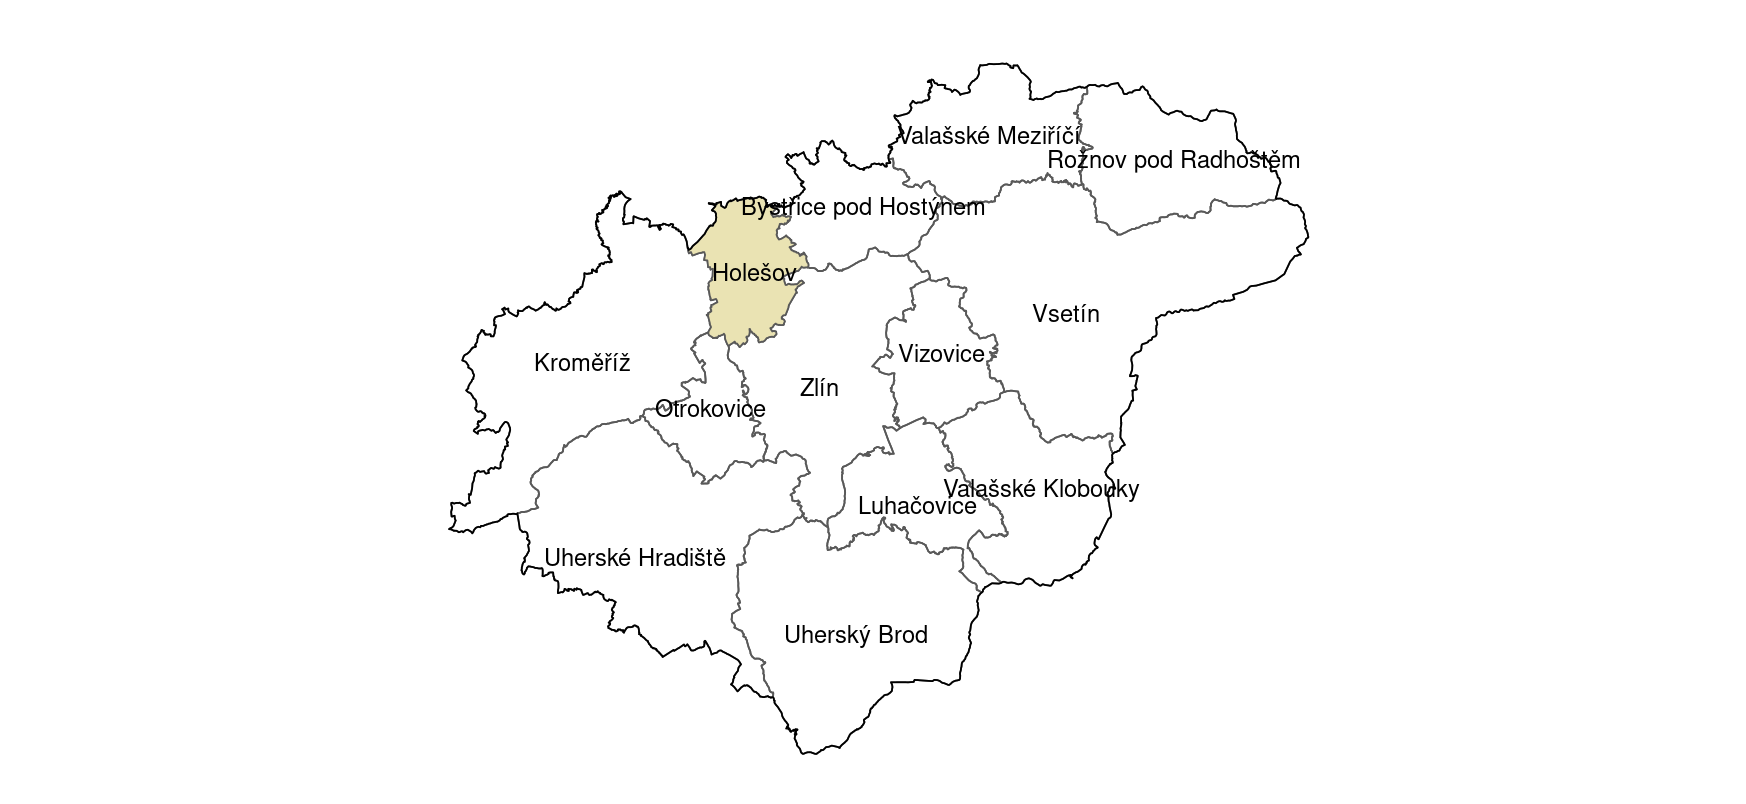 Valašské Meziříčí
Rožnov pod Radhoštěm
Bystřice pod Hostýnem
Holešov
Vsetín
Vizovice
Kroměříž
Zlín
Otrokovice
Valašské Klobouky
Luhačovice
Uherské Hradiště
Uherský Brod